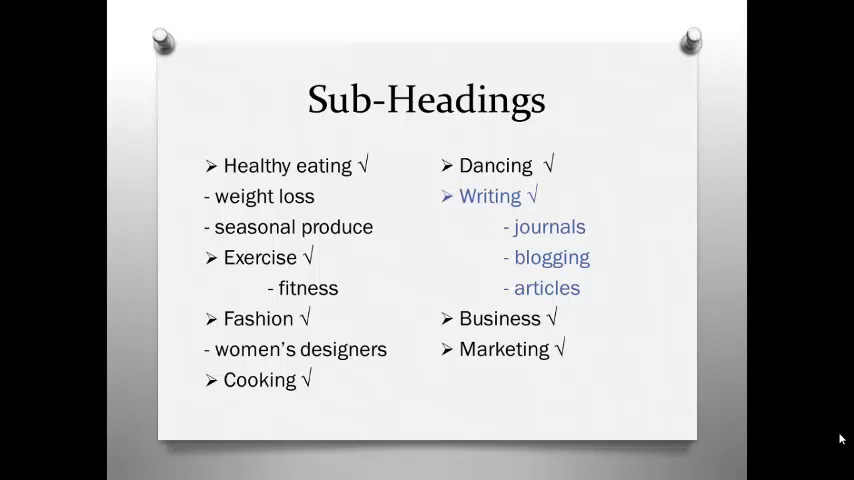 Sub-Headings
➢ Healthy eating √
- weight loss
- seasonal produce
➢ Exercise √
- fitness
➢ Fashion √
- women's designers
➢ Cooking √
➢ Dancing √
➢ Writing √
- journals
- blogging
- articles
➢ Business √
➢ Marketing √